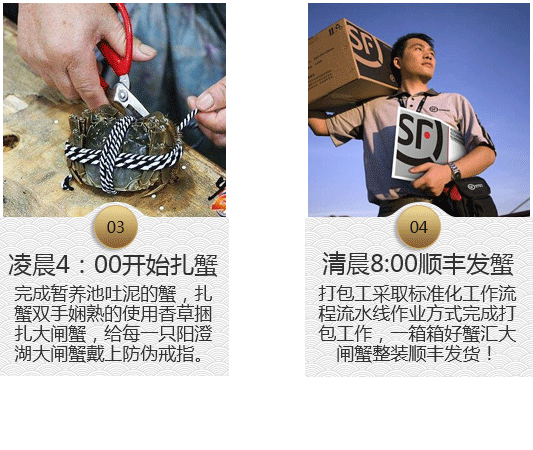 SF
SF
03
凌晨4：00开始扎蟹
完成暂养池吐泥的蟹，扎
蟹双手娴熟的使用香草捆
扎大闸蟹，给每一只阳澄
湖大闸蟹戴上防伪戒指。
04
清晨8:00顺丰发蟹
打包工采取标准化工作流
程流水线作业方式完成打
包工作，一箱箱好蟹汇大
闸蟹整装顺丰发货！